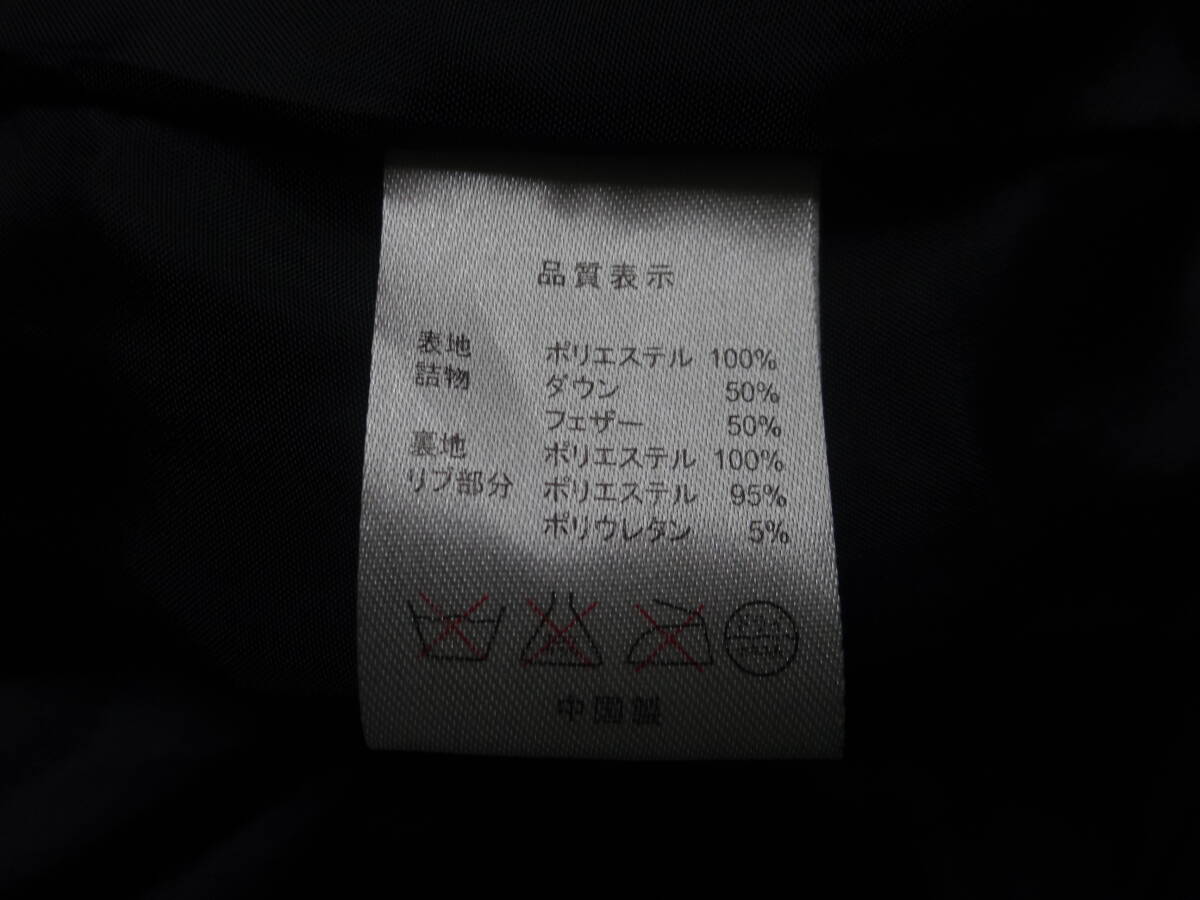 品質表示
表地 ポリエステル 100%
詰物 ダウン 50%
フェザー 50%
裏地 ポリエステル 100%
リブ部分 ポリエステル 95%
ポリウレタン 5%
中国製